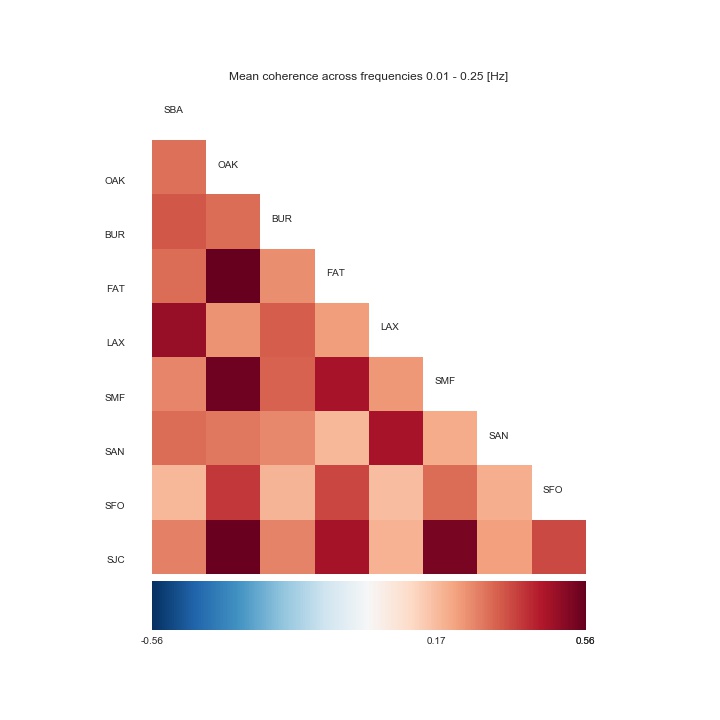 Mean coherence across frequencies 0.01 - 0.25 [Hz]
SBA
OAK
OAK
BUR
BUR
FAT
FAT
LAX
LAX
SMF
SMF
SAN
SAN
SFO
SFO
SJC
-0.56 0.17 0.56